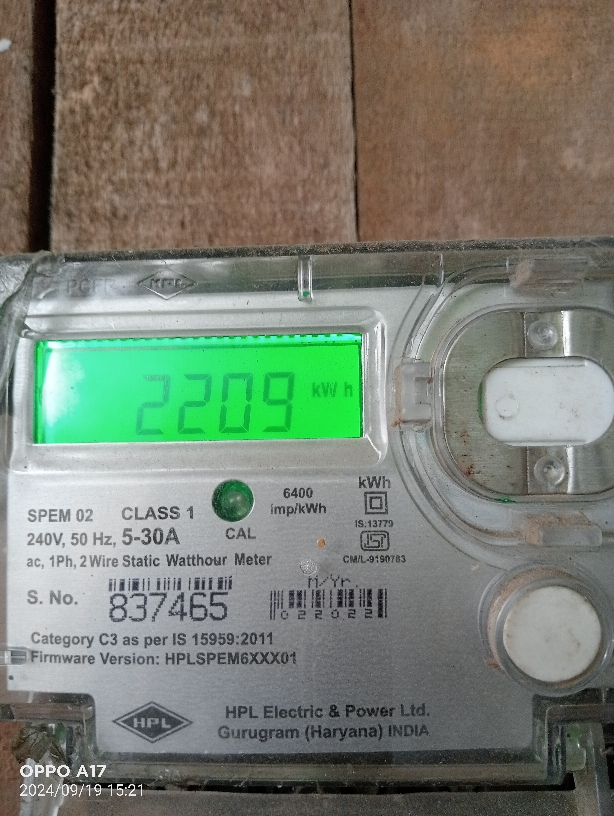 HPL
2209 kWh
SPEM 02 CLASS 1
240V, 50 Hz, 5-30A
ac, 1Ph, 2 Wire Static Watthour Meter
CAL
6400
imp/kWh
kWh
IS:13779
ISI
CM/L-9190783
S. No. 837465
M/Yr.
022022
Category C3 as per IS 15959:2011
Firmware Version: HPLSPEM6XXX01
HPL
HPL Electric & Power Ltd.
Gurugram (Haryana) INDIA
OPPO A17
2024/09/19 15:21